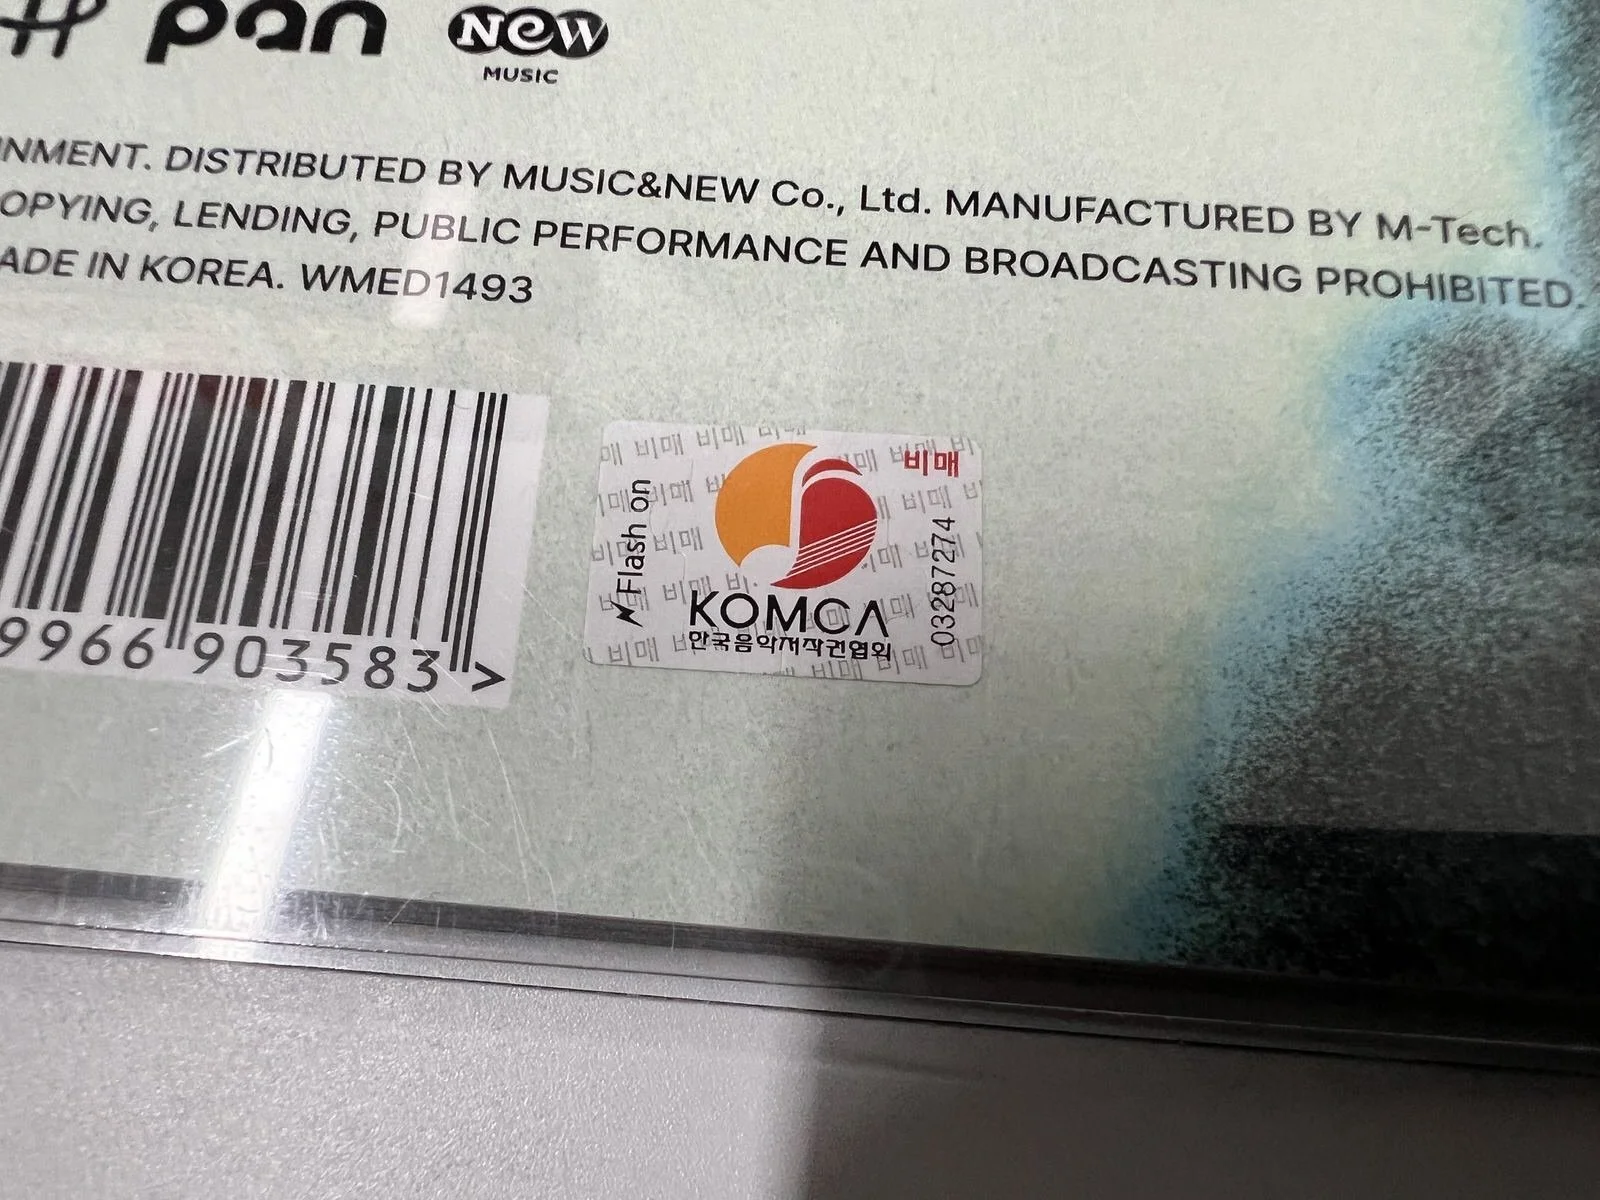 pan NEW
MUSIC
INMENT. DISTRIBUTED BY MUSIC&NEW Co., Ltd. MANUFACTURED BY M-Tech.
OPYING, LENDING, PUBLIC PERFORMANCE AND BROADCASTING PROHIBITED.
ADE IN KOREA. WMED1493
9966 903583 >
Flash on
비매
03287274
KOMCA
한국음악저작권협회